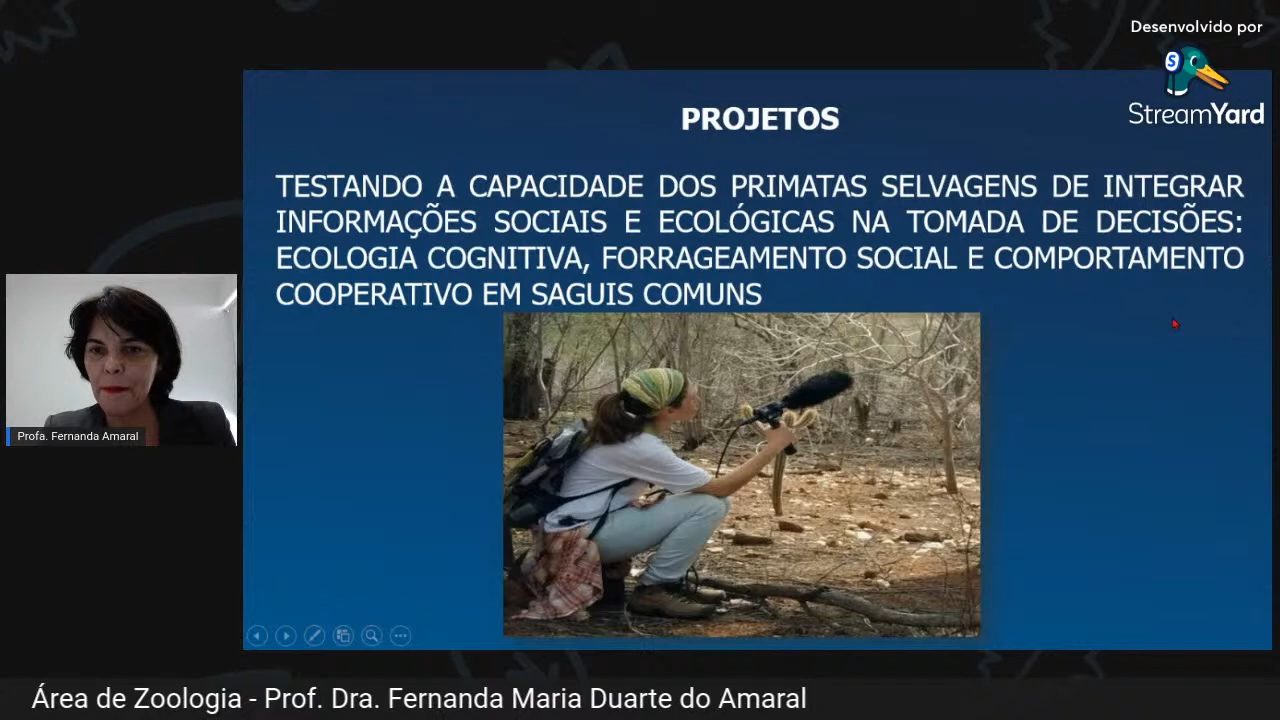 Desenvolvido por
S
StreamYard
PROJETOS
TESTANDO A CAPACIDADE DOS PRIMATAS SELVAGENS DE INTEGRAR
INFORMAÇÕES SOCIAIS E ECOLÓGICAS NA TOMADA DE DECISÕES:
ECOLOGIA COGNITIVA, FORRAGEAMENTO SOCIAL E COMPORTAMENTO
COOPERATIVO EM SAGUIS COMUNS
Profa. Fernanda Amaral
Área de Zoologia - Prof. Dra. Fernanda Maria Duarte do Amaral